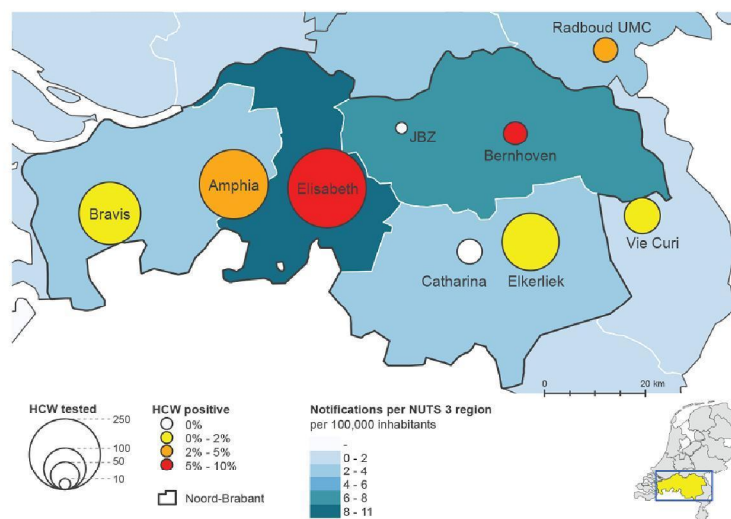 Radboud UMC
JBZ
Bernhoven
Amphia
Elisabeth
Bravis
Vie Curi
Catharina
Elkerliek
0
20 km
HCW tested
250
100
50
10
HCW positive
0%
0% - 2%
2% - 5%
5% - 10%
Noord-Brabant
Notifications per NUTS 3 region
per 100,000 inhabitants
-
0 - 2
2 - 4
4 - 6
6 - 8
8 - 11